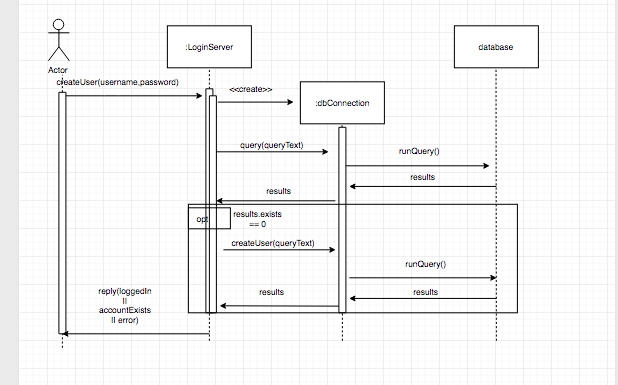 :LoginServer
database
Actor
createUser(username,password)
<<create>>
:dbConnection
query(queryText)
runQuery()
results
results
opt
results.exists
== 0
createUser(queryText)
runQuery()
reply(loggedIn
||
accountExists
|| error)
results
results